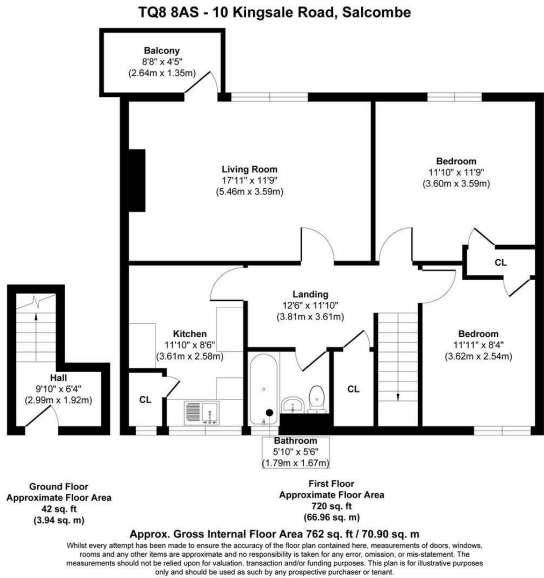 TQ8 8AS - 10 Kingsale Road, Salcombe
Balcony
8'8" x 4'5"
(2.64m x 1.35m)
Living Room
17'11" x 11'9"
(5.46m x 3.59m)
Bedroom
11'10" x 11'9"
(3.60m x 3.59m)
CL
Landing
12'6" x 11'10"
(3.81m x 3.61m)
Kitchen
11'10" x 8'6"
(3.61m x 2.58m)
Bedroom
11'11" x 8'4"
(3.62m x 2.54m)
Hall
9'10" x 6'4"
(2.99m x 1.92m)
CL
CL
Bathroom
5'10" x 5'6"
(1.79m x 1.67m)
Ground Floor
Approximate Floor Area
42 sq. ft
(3.94 sq. m)
First Floor
Approximate Floor Area
720 sq. ft
(66.96 sq. m)
Approx. Gross Internal Floor Area 762 sq. ft / 70.90 sq. m
Whilst every attempt has been made to ensure the accuracy of the floor plan contained here, measurements of doors, windows,
rooms and any other items are approximate and no responsibility is taken for any error, omission, or mis-statement. The
measurements should not be relied upon for valuation, transaction and/or funding purposes. This plan is for illustrative purposes
only and should be used as such by any prospective purchaser or tenant.